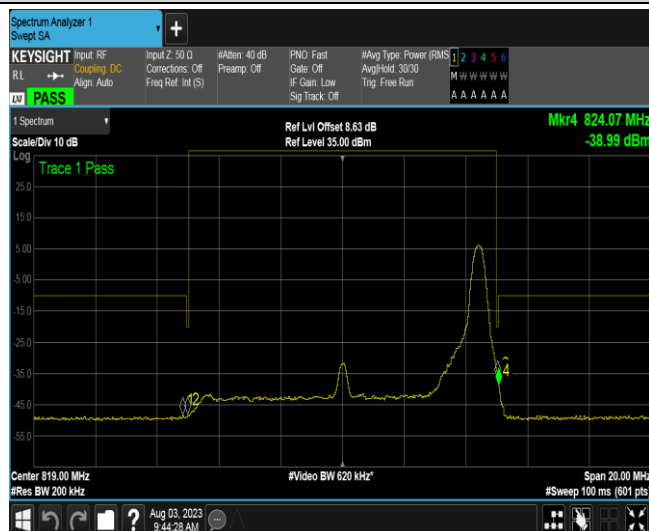 Spectrum Analyzer 1
Swept SA
KEYSIGHT
RL
LXI PASS
Input: RF
Coupling: DC
Align: Auto
Input Z: 50 Ω
Corrections: Off
Freq Ref: Int (S)
#Atten: 40 dB
Preamp: Off
PNO: Fast
Gate: Off
IF Gain: Low
Sig Track: Off
#Avg Type: Power (RMS
Avg|Hold: 30/30
Trig: Free Run
1 2 3 4 5 6
M W W W W W
A A A A A A
1 Spectrum
Scale/Div 10 dB
Ref Lvl Offset 8.63 dB
Ref Level 35.00 dBm
Mkr4 824.07 MHz
-38.99 dBm
Log
Trace 1 Pass
25.0
15.0
5.00
-5.00
-15.0
-25.0
-35.0
-45.0
-55.0
2
4
Center 819.00 MHz
#Res BW 200 kHz
#Video BW 620 kHz*
Span 20.00 MHz
#Sweep 100 ms (601 pts)
Aug 03, 2023
9:44:28 AM